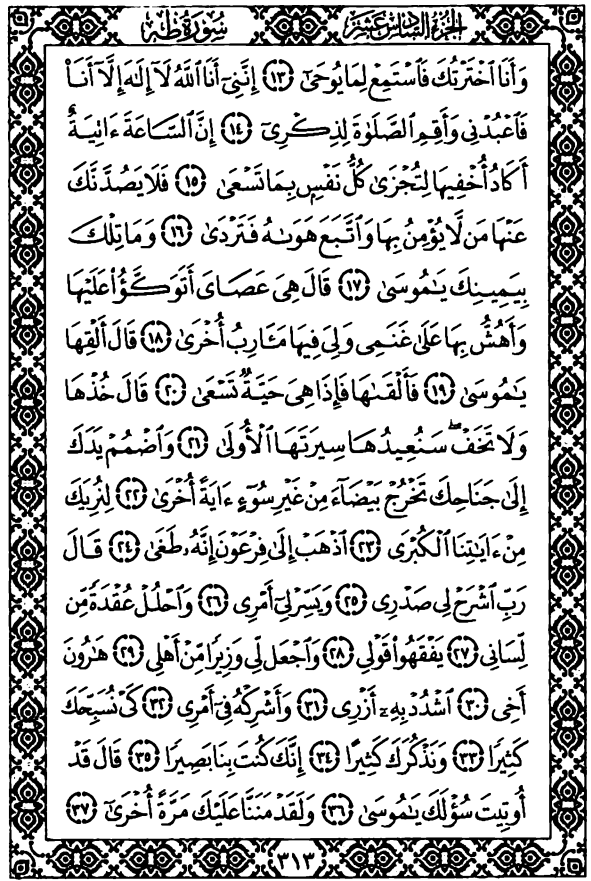 الجزء السادس عشر سورة طه
وَأَنَا ٱخْتَرْتُكَ فَٱسْتَمِعْ لِمَا يُوحَىٰٓ ١٣ إِنَّنِيٓ أَنَا ٱللَّهُ لَآ إِلَٰهَ إِلَّآ أَنَا۠
فَٱعْبُدْنِي وَأَقِمِ ٱلصَّلَوٰةَ لِذِكْرِيٓ ١٤ إِنَّ ٱلسَّاعَةَ ءَاتِيَةٌ
أَكَادُ أُخْفِيهَا لِتُجْزَىٰ كُلُّ نَفْسٍۭ بِمَا تَسْعَىٰ ١٥ فَلَا يَصُدَّنَّكَ
عَنْهَا مَن لَّا يُؤْمِنُ بِهَا وَٱتَّبَعَ هَوَىٰهُ فَتَرْدَىٰ ١٦ وَمَا تِلْكَ
بِيَمِينِكَ يَٰمُوسَىٰ ١٧ قَالَ هِيَ عَصَايَ أَتَوَكَّؤُا۟ عَلَيْهَا
وَأَهُشُّ بِهَا عَلَىٰ غَنَمِي وَلِيَ فِيهَا مَـَٔارِبُ أُخْرَىٰ ١٨ قَالَ أَلْقِهَا
يَٰمُوسَىٰ ١٩ فَأَلْقَىٰهَا فَإِذَا هِيَ حَيَّةٌ تَسْعَىٰ ٢٠ قَالَ خُذْهَا
وَلَا تَخَفْ ۖ سَنُعِيدُهَا سِيرَتَهَا ٱلْأُولَىٰ ٢١ وَٱضْمُمْ يَدَكَ
إِلَىٰ جَنَاحِكَ تَخْرُجْ بَيْضَآءَ مِنْ غَيْرِ سُوٓءٍ ءَايَةً أُخْرَىٰ ٢٢ لِنُرِيَكَ
مِنْ ءَايَٰتِنَا ٱلْكُبْرَى ٢٣ ٱذْهَبْ إِلَىٰ فِرْعَوْنَ إِنَّهُۥ طَغَىٰ ٢٤ قَالَ
رَبِّ ٱشْرَحْ لِي صَدْرِي ٢٥ وَيَسِّرْ لِيٓ أَمْرِي ٢٦ وَٱحْلُلْ عُقْدَةً مِّن
لِّسَانِي ٢٧ يَفْقَهُوا۟ قَوْلِي ٢٨ وَٱجْعَل لِّي وَزِيرًا مِّنْ أَهْلِي ٢٩ هَٰرُونَ
أَخِي ٣٠ ٱشْدُدْ بِهِۦٓ أَزْرِي ٣١ وَأَشْرِكْهُ فِيٓ أَمْرِي ٣٢ كَيْ نُسَبِّحَكَ
كَثِيرًا ٣٣ وَنَذْكُرَكَ كَثِيرًا ٣٤ إِنَّكَ كُنتَ بِنَا بَصِيرًا ٣٥ قَالَ قَدْ
أُوتِيتَ سُؤْلَكَ يَٰمُوسَىٰ ٣٦ وَلَقَدْ مَنَنَّا عَلَيْكَ مَرَّةً أُخْرَىٰٓ ٣٧
٣١٣